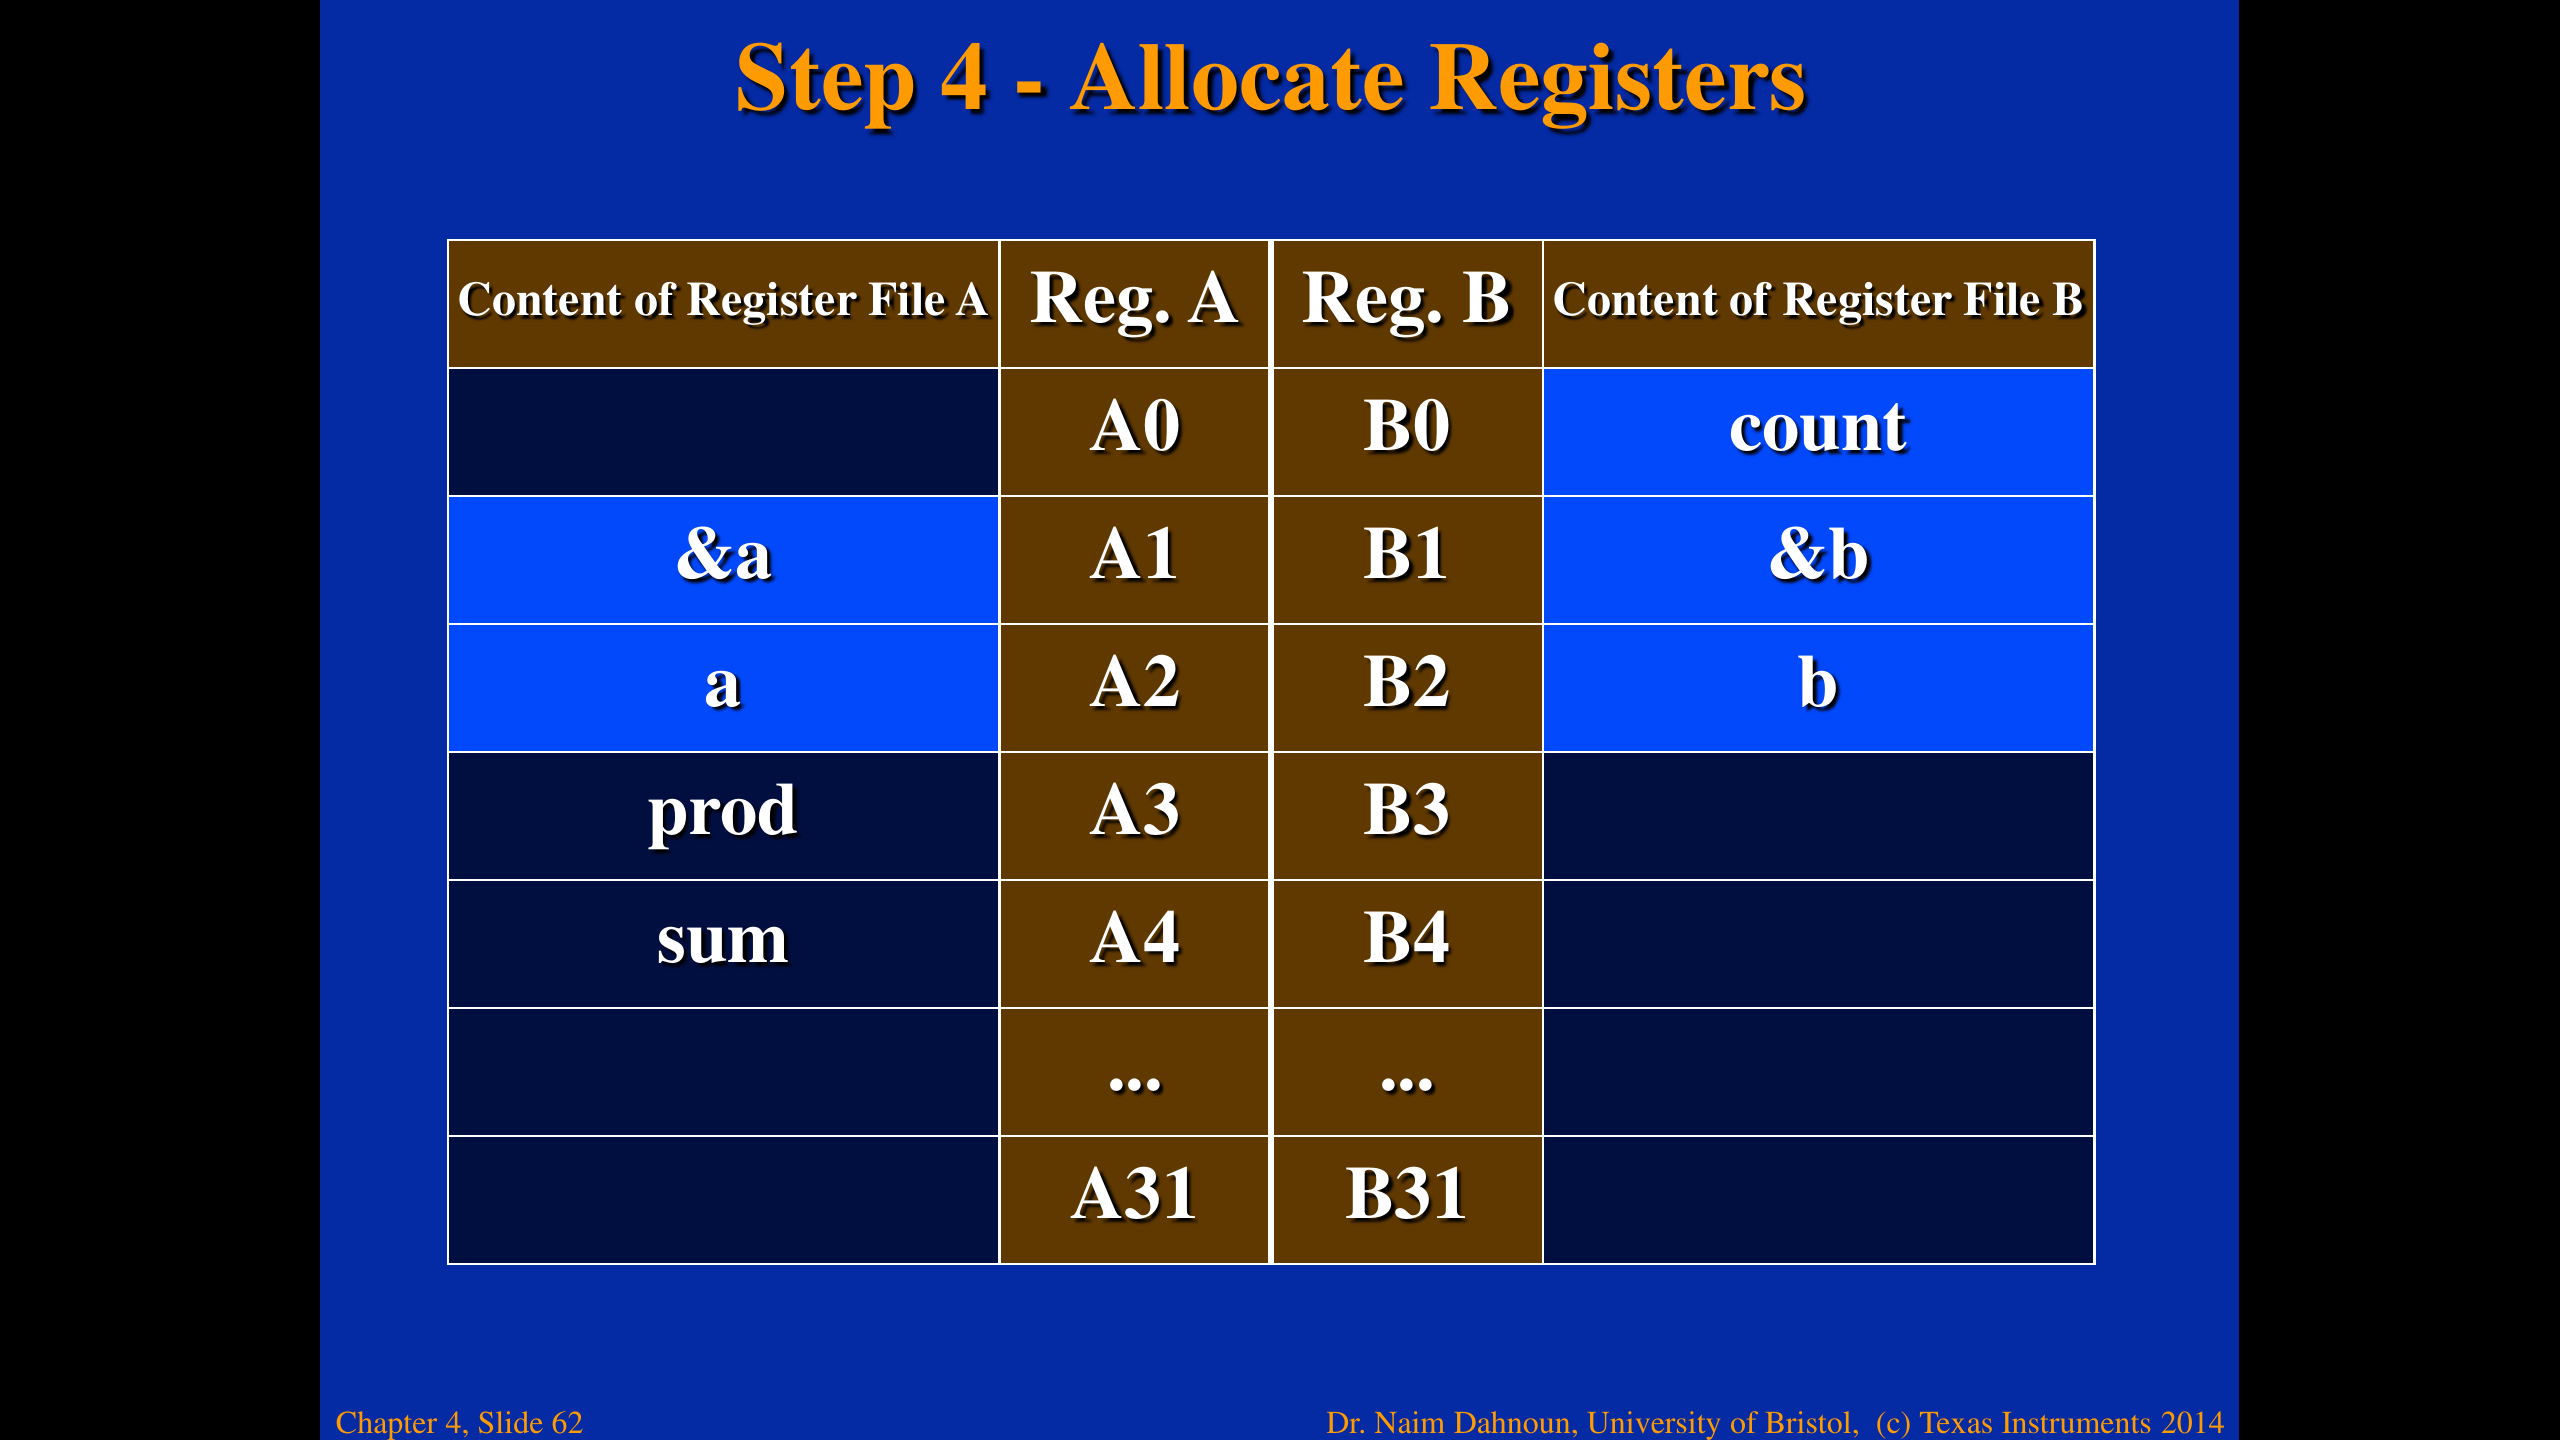 Step 4 - Allocate Registers
Content of Register File A Reg. A Reg. B Content of Register File B
A0 B0 count
&a A1 B1 &b
a A2 B2 b
prod A3 B3
sum A4 B4
... ...
A31 B31
Chapter 4, Slide 62 Dr. Naim Dahnoun, University of Bristol, (c) Texas Instruments 2014